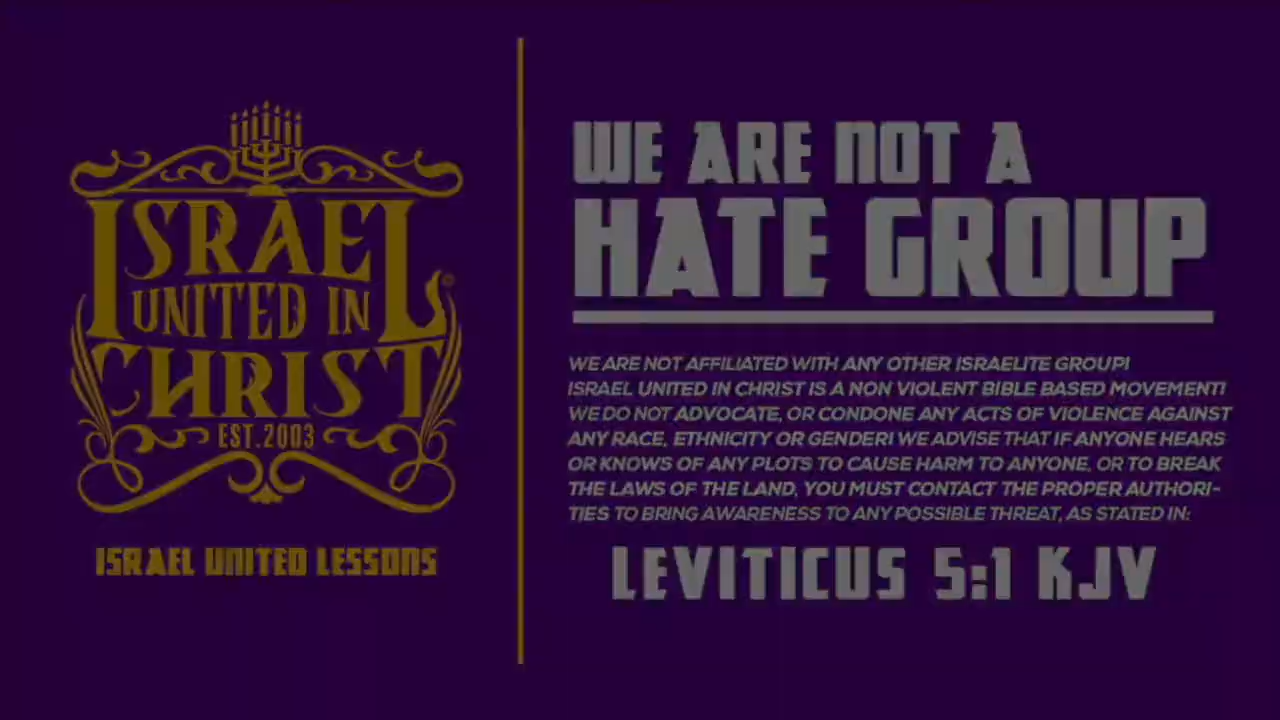 ISRAEL
UNITED IN
CHRIST
EST.2003
ISRAEL UNITED LESSONS
WE ARE NOT A
HATE GROUP
WE ARE NOT AFFILIATED WITH ANY OTHER ISRAELITE GROUP!
ISRAEL UNITED IN CHRIST IS A NON VIOLENT BIBLE BASED MOVEMENT!
WE DO NOT ADVOCATE, OR CONDONE ANY ACTS OF VIOLENCE AGAINST
ANY RACE, ETHNICITY OR GENDER! WE ADVISE THAT IF ANYONE HEARS
OR KNOWS OF ANY PLOTS TO CAUSE HARM TO ANYONE, OR TO BREAK
THE LAWS OF THE LAND, YOU MUST CONTACT THE PROPER AUTHORI-
TIES TO BRING AWARENESS TO ANY POSSIBLE THREAT, AS STATED IN:
LEVITICUS 5:1 KJV